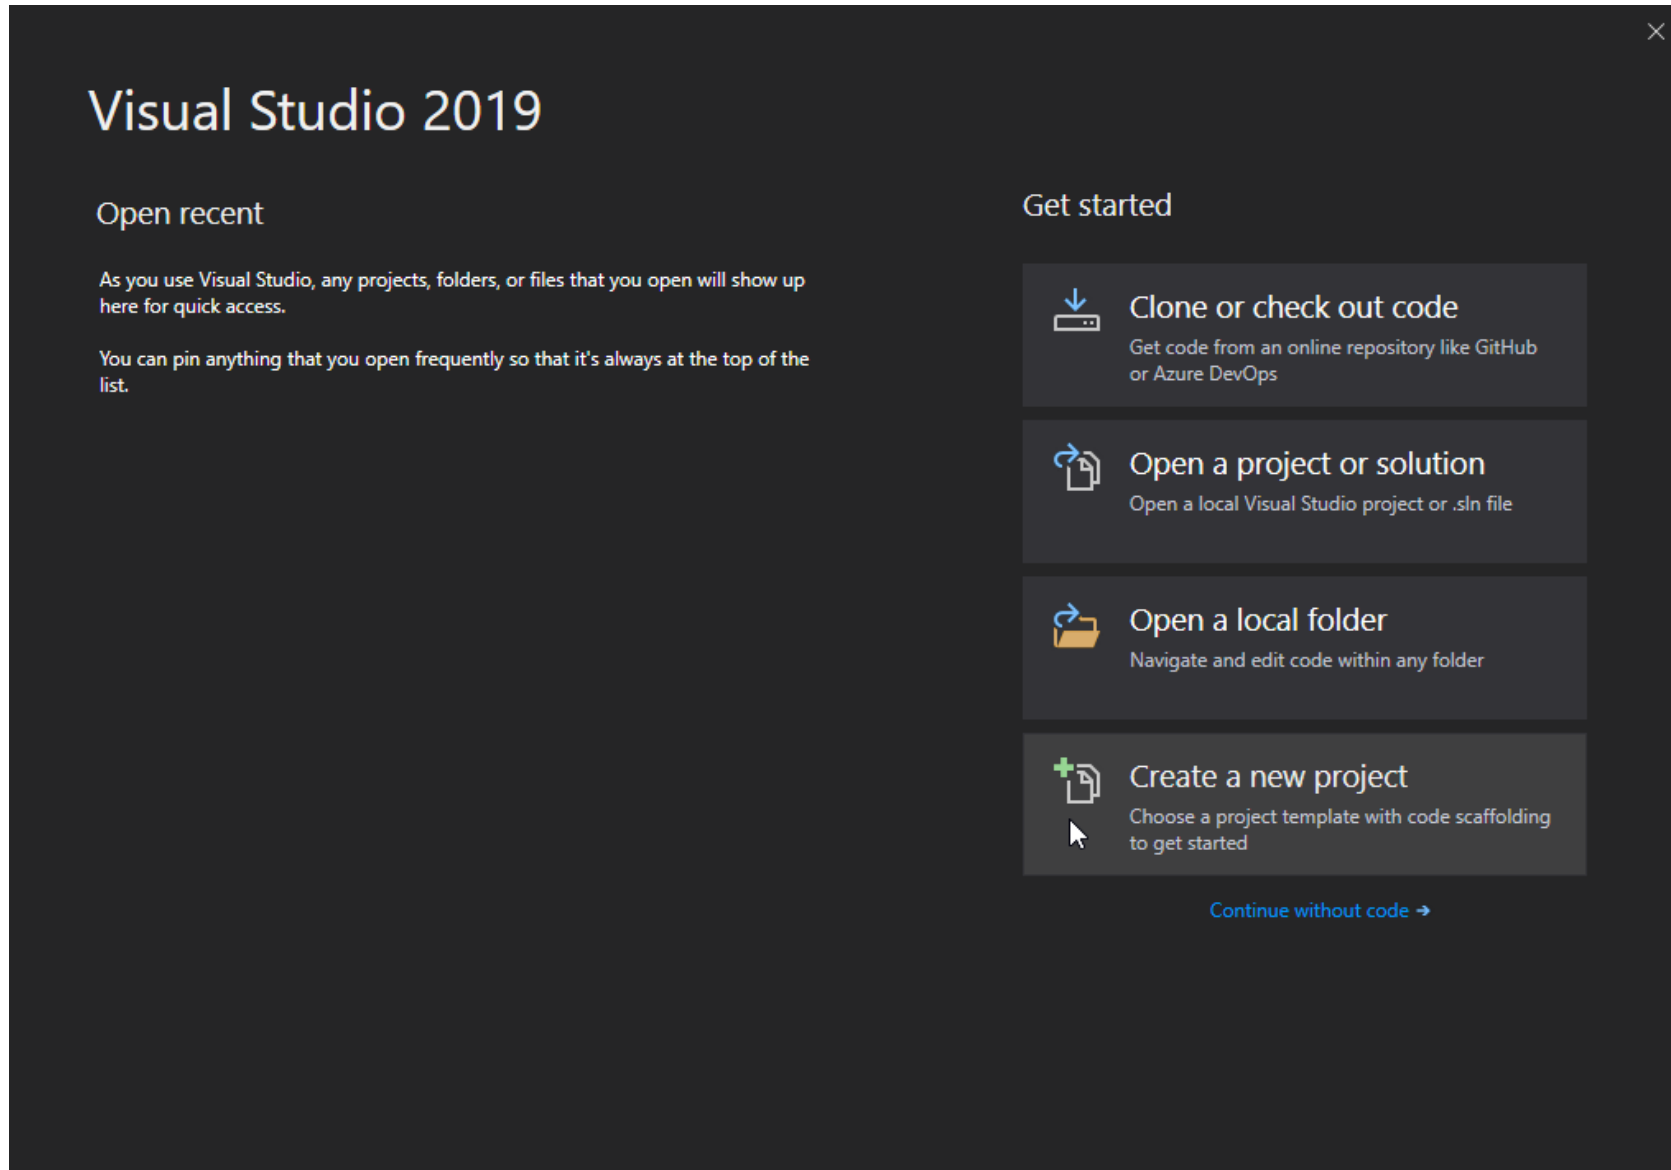 Visual Studio 2019
Open recent
As you use Visual Studio, any projects, folders, or files that you open will show up
here for quick access.
You can pin anything that you open frequently so that it's always at the top of the
list.
Get started
Clone or check out code
Get code from an online repository like GitHub
or Azure DevOps
Open a project or solution
Open a local Visual Studio project or .sln file
Open a local folder
Navigate and edit code within any folder
Create a new project
Choose a project template with code scaffolding
to get started
Continue without code →